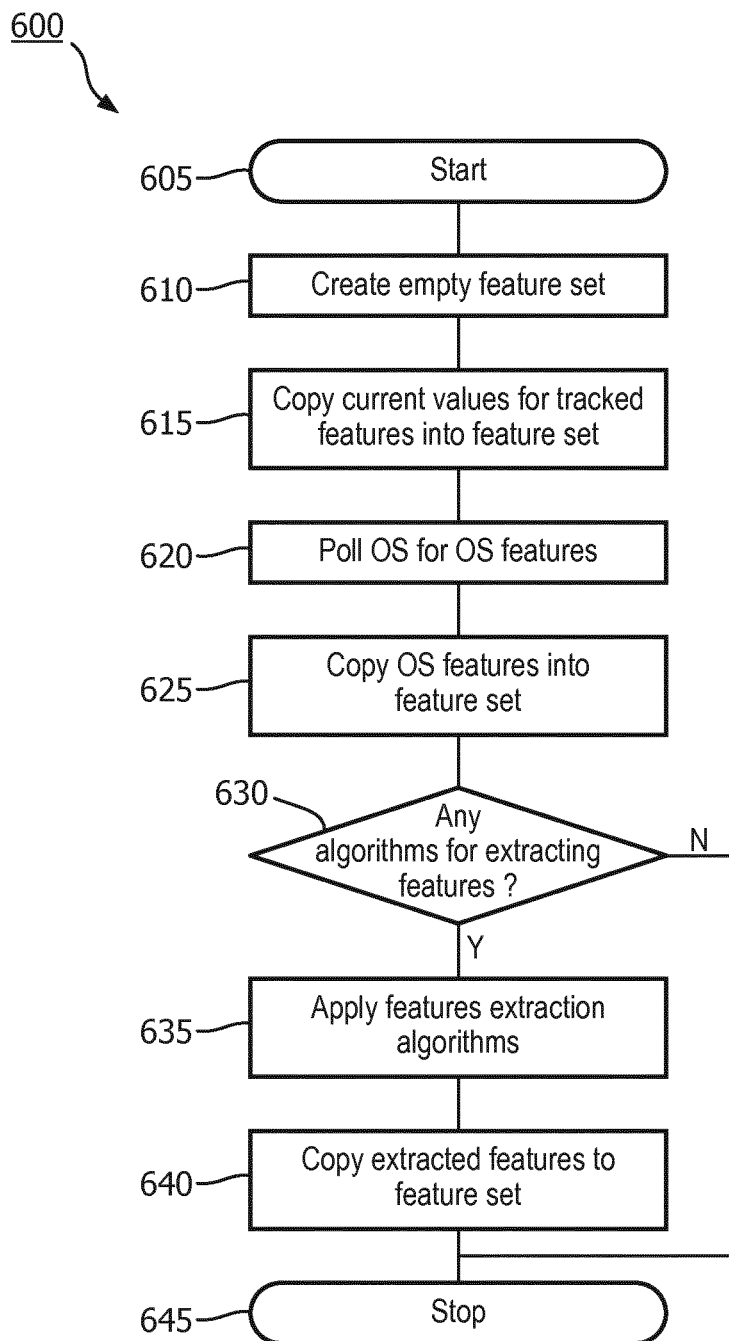 600
605
Start
610
Create empty feature set
615
Copy current values for tracked
features into feature set
620
Poll OS for OS features
625
Copy OS features into
feature set
630
Any
algorithms for extracting
features ?
N
Y
635
Apply features extraction
algorithms
640
Copy extracted features to
feature set
645
Stop